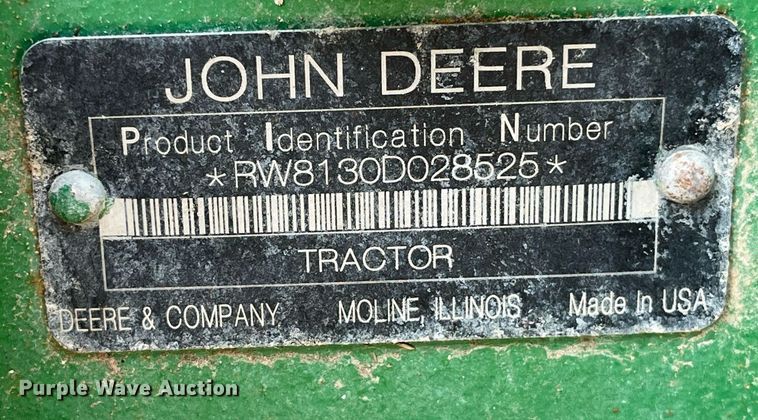 JOHN DEERE
Product Identification Number
*RW8130D028525*
TRACTOR
DEERE & COMPANY MOLINE, ILLINOIS Made In USA
Purple Wave Auction